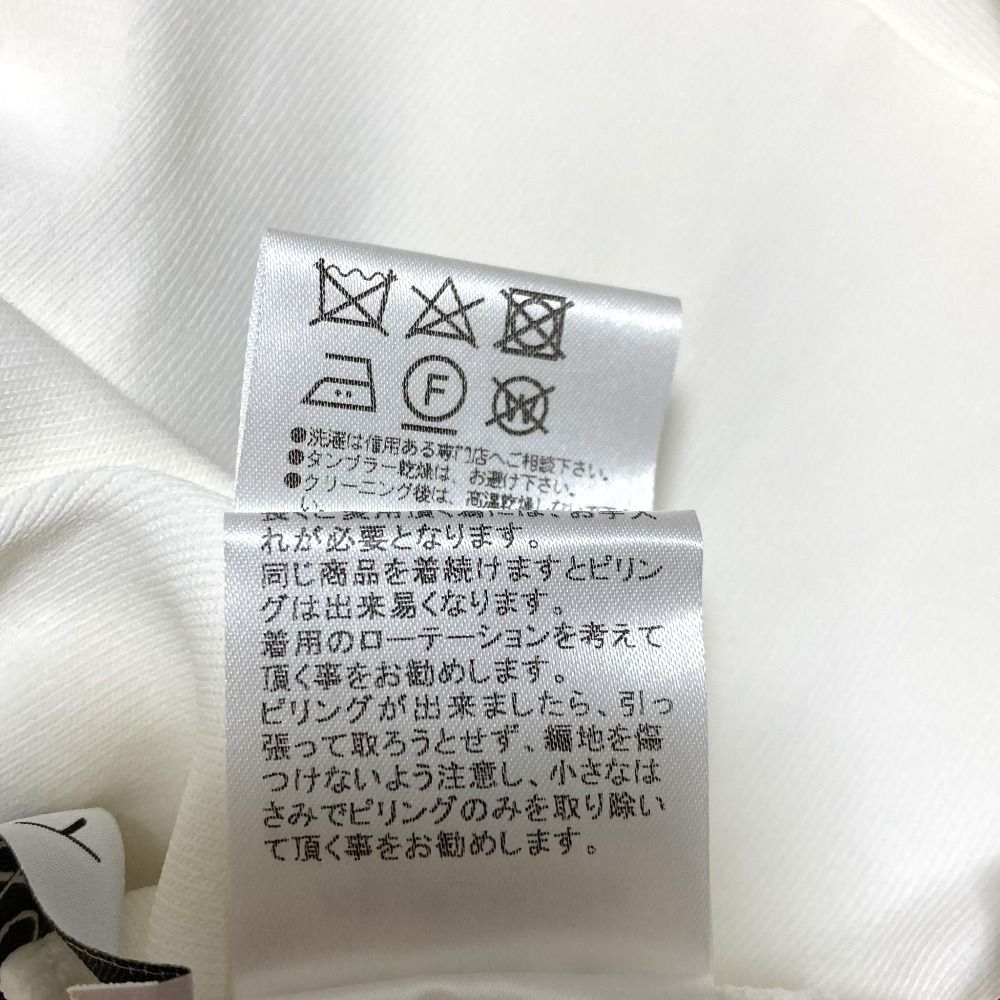 F
W
●洗濯は信用ある専門店へご相談下さい。
●タンブラー乾燥は、お避け下さい。
●クリーニング後は、高温乾燥しない
い。
れが必要となります。
同じ商品を着続けますとピリン
グは出来易くなります。
着用のローテーションを考えて
頂く事をお勧めします。
ピリングが出来ましたら、引っ
張って取ろうとせず、編地を傷
つけないよう注意し、小さなは
さみでピリングのみを取り除い
て頂く事をお勧めします。